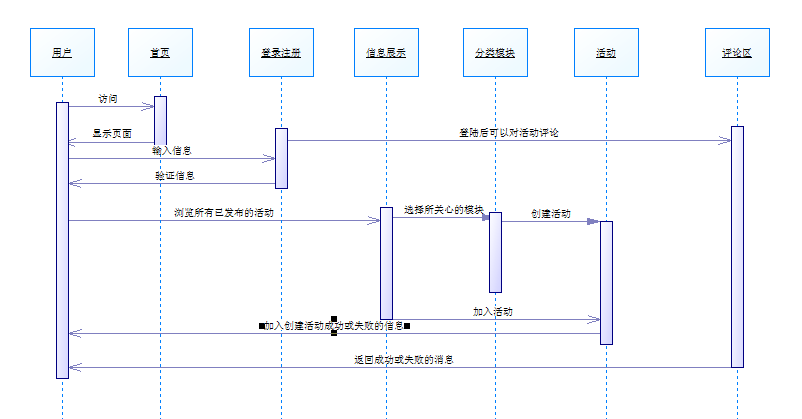 用户
首页
登录注册
信息展示
分类模块
活动
评论区
访问
显示页面
登陆后可以对活动评论
输入信息
验证信息
浏览所有已发布的活动
选择所关心的模块
创建活动
加入活动
加入创建活动成功或失败的信息
返回成功或失败的消息